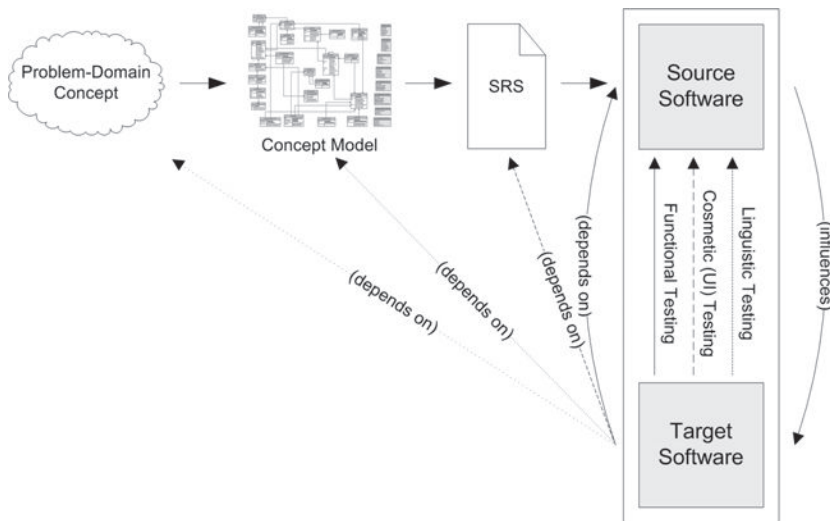 Problem-Domain
Concept
Concept Model
SRS
Source
Software
(depends on)
(depends on)
(depends on)
(depends on)
Functional Testing
Cosmetic (UI) Testing
Linguistic Testing
(influences)
Target
Software